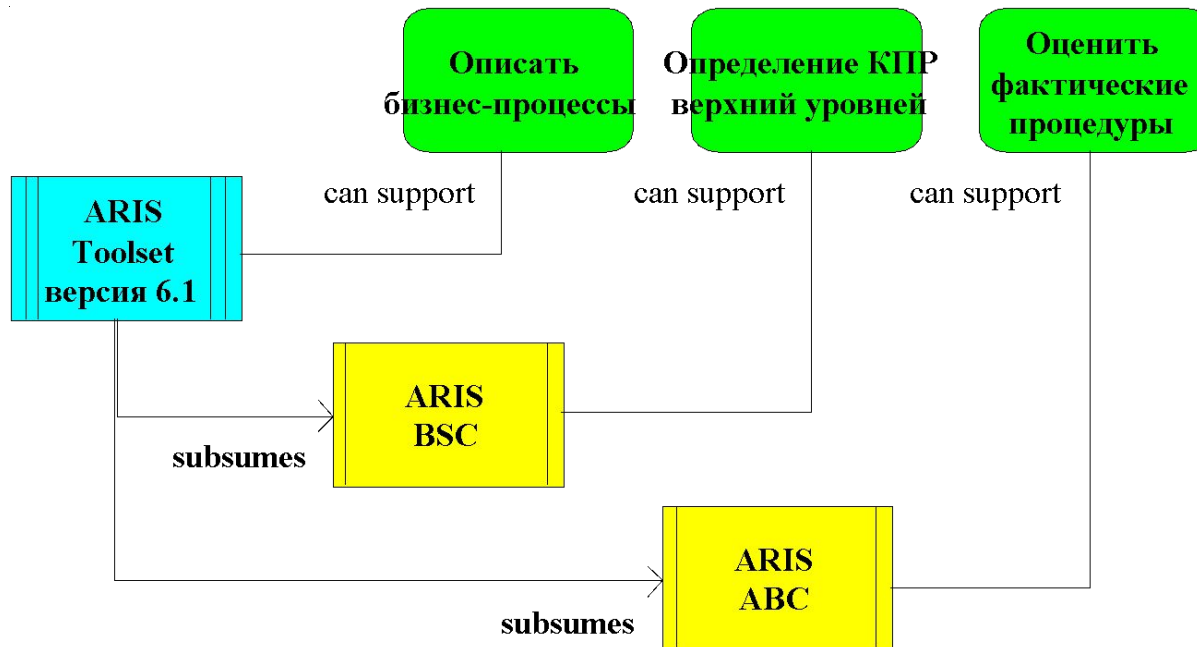 Описать
бизнес-процессы
Определение КПР
верхний уровней
Оценить
фактические
процедуры
can support
can support
can support
ARIS
Toolset
версия 6.1
ARIS
BSC
subsumes
ARIS
ABC
subsumes